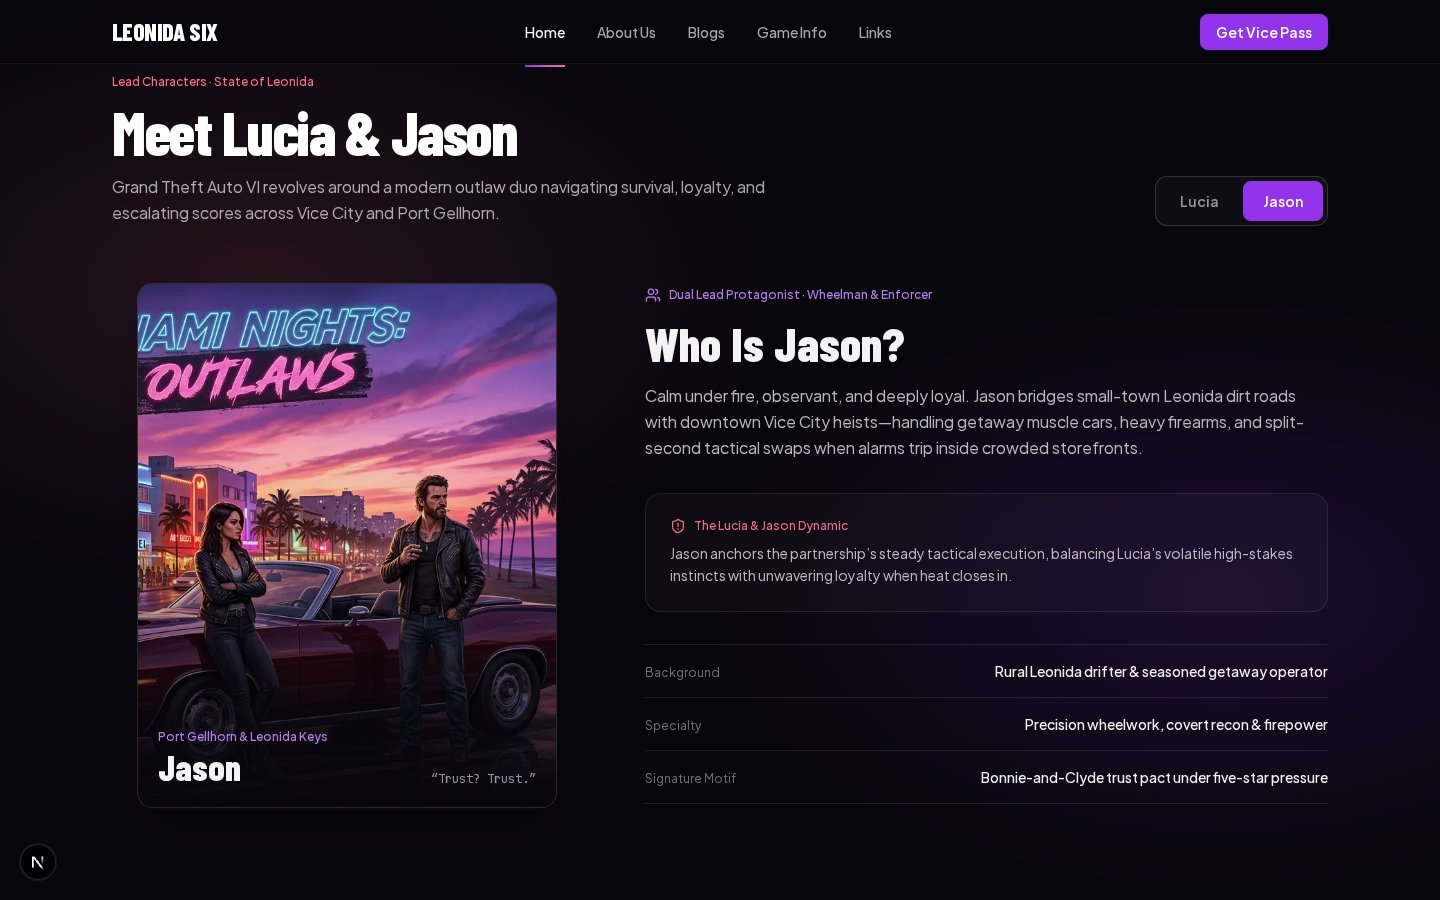 LEONIDA SIX
Home
About Us
Blogs
Game Info
Links
Get Vice Pass
Lead Characters · State of Leonida
Meet Lucia & Jason
Grand Theft Auto VI revolves around a modern outlaw duo navigating survival, loyalty, and
escalating scores across Vice City and Port Gellhorn.
Lucia
Jason
IAMI NIGHTS:
OUTLAWS
Port Gellhorn & Leonida Keys
Jason
“Trust? Trust.”
Dual Lead Protagonist · Wheelman & Enforcer
Who Is Jason?
Calm under fire, observant, and deeply loyal. Jason bridges small-town Leonida dirt roads
with downtown Vice City heists—handling getaway muscle cars, heavy firearms, and split-
second tactical swaps when alarms trip inside crowded storefronts.
The Lucia & Jason Dynamic
Jason anchors the partnership's steady tactical execution, balancing Lucia's volatile high-stakes
instincts with unwavering loyalty when heat closes in.
Background
Rural Leonida drifter & seasoned getaway operator
Specialty
Precision wheelwork, covert recon & firepower
Signature Motif
Bonnie-and-Clyde trust pact under five-star pressure
N